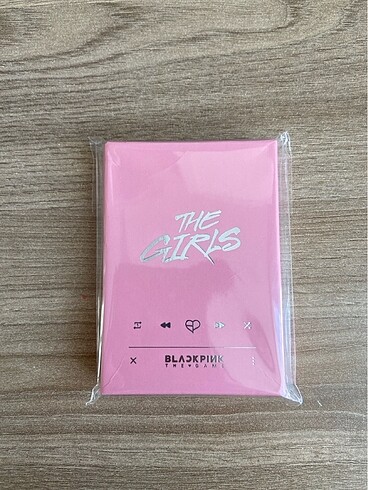 THE
GIRLS
BLACKPINK
THE GAME